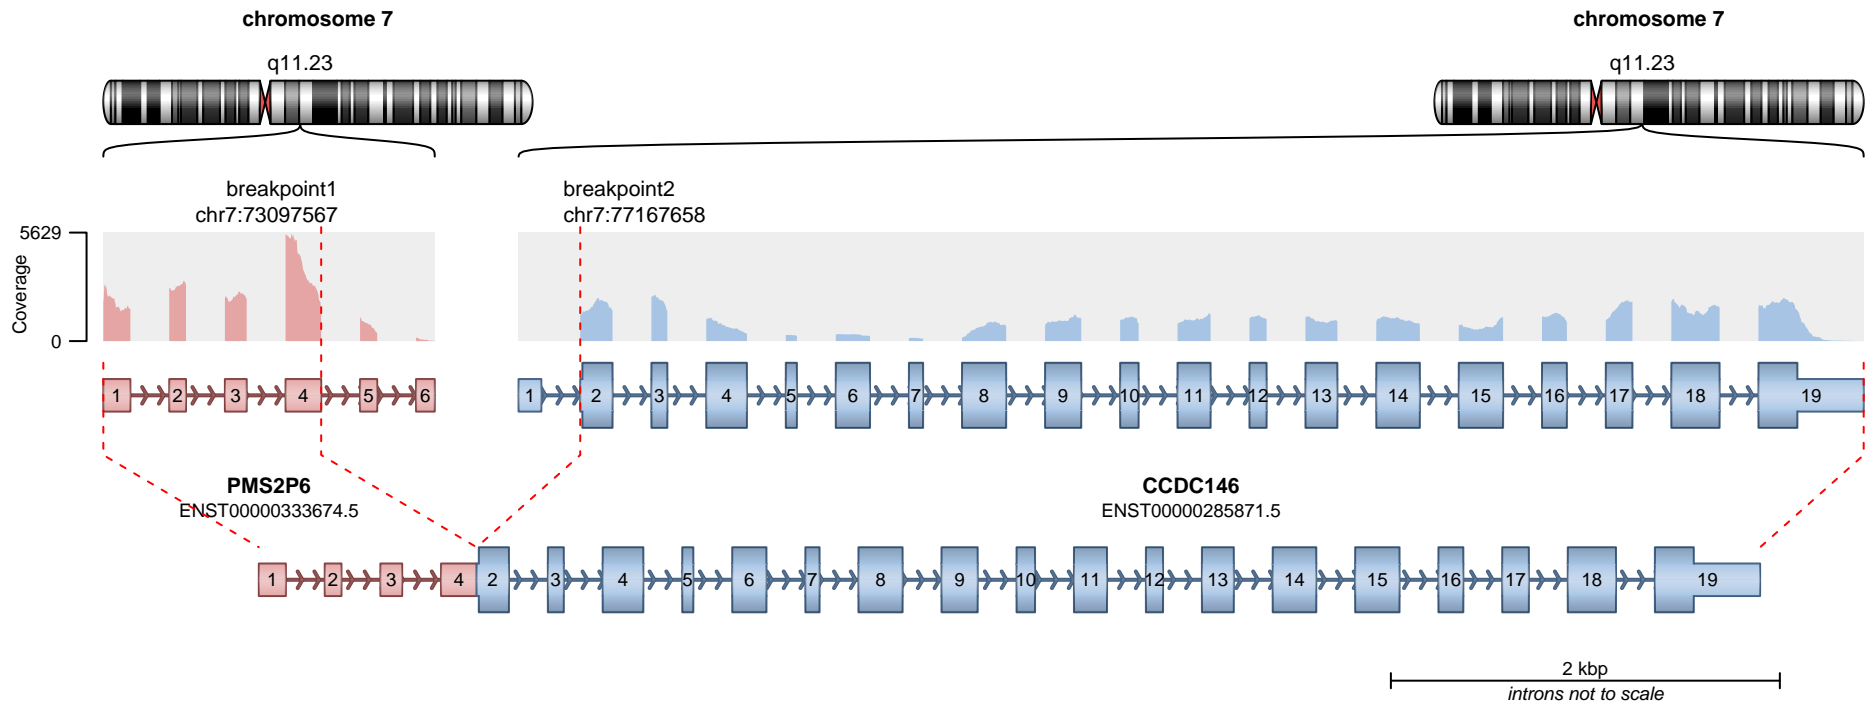 chromosome 7
chromosome 7
q11.23
q11.23
breakpoint1
chr7:73097567
breakpoint2
chr7:77167658
5629
Coverage
0
1 2 3 4 5 6
1 2 3 4 5 6 7 8 9 10 11 12 13 14 15 16 17 18 19
PMS2P6
ENST00000333674.5
CCDC146
ENST00000285871.5
1 2 3 4 2 3 4 5 6 7 8 9 10 11 12 13 14 15 16 17 18 19
2 kbp
introns not to scale